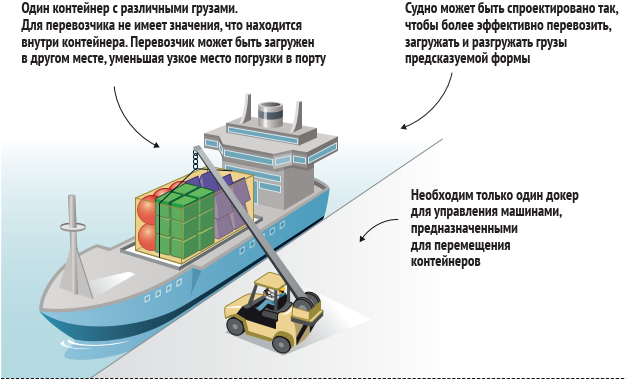 Один контейнер с различными грузами.
Для перевозчика не имеет значения, что находится
внутри контейнера. Перевозчик может быть загружен
в другом месте, уменьшая узкое место погрузки в порту
Судно может быть спроектировано так,
чтобы более эффективно перевозить,
загружать и разгружать грузы
предсказуемой формы
Необходим только один докер
для управления машинами,
предназначенными
для перемещения
контейнеров